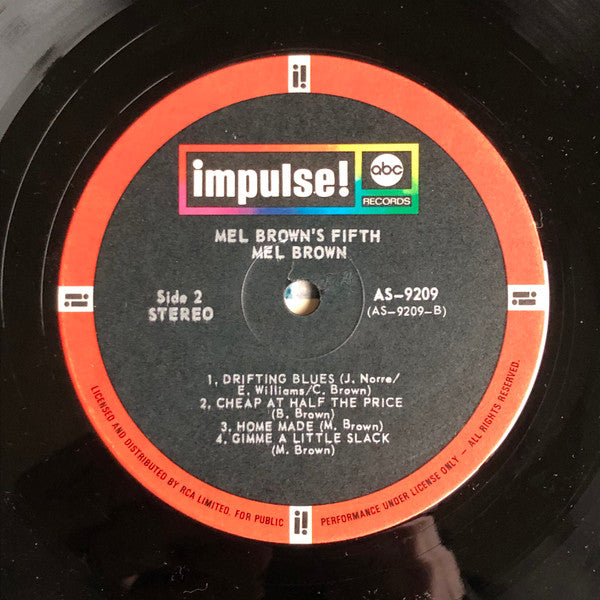 i!
impulse!
abc
RECORDS
MEL BROWN'S FIFTH
MEL BROWN
Side 2
STEREO
AS-9209
(AS-9209-B)
i!
i!
1, DRIFTING BLUES (J. Norre/
E. Williams/C. Brown)
2. CHEAP AT HALF THE PRICE
(B. Brown)
3. HOME MADE (M. Brown)
4. GIMME A LITTLE SLACK
(M. Brown)
LICENSED AND DISTRIBUTED BY RCA LIMITED. FOR PUBLIC PERFORMANCE UNDER LICENSE ONLY — ALL RIGHTS RESERVED.
i!